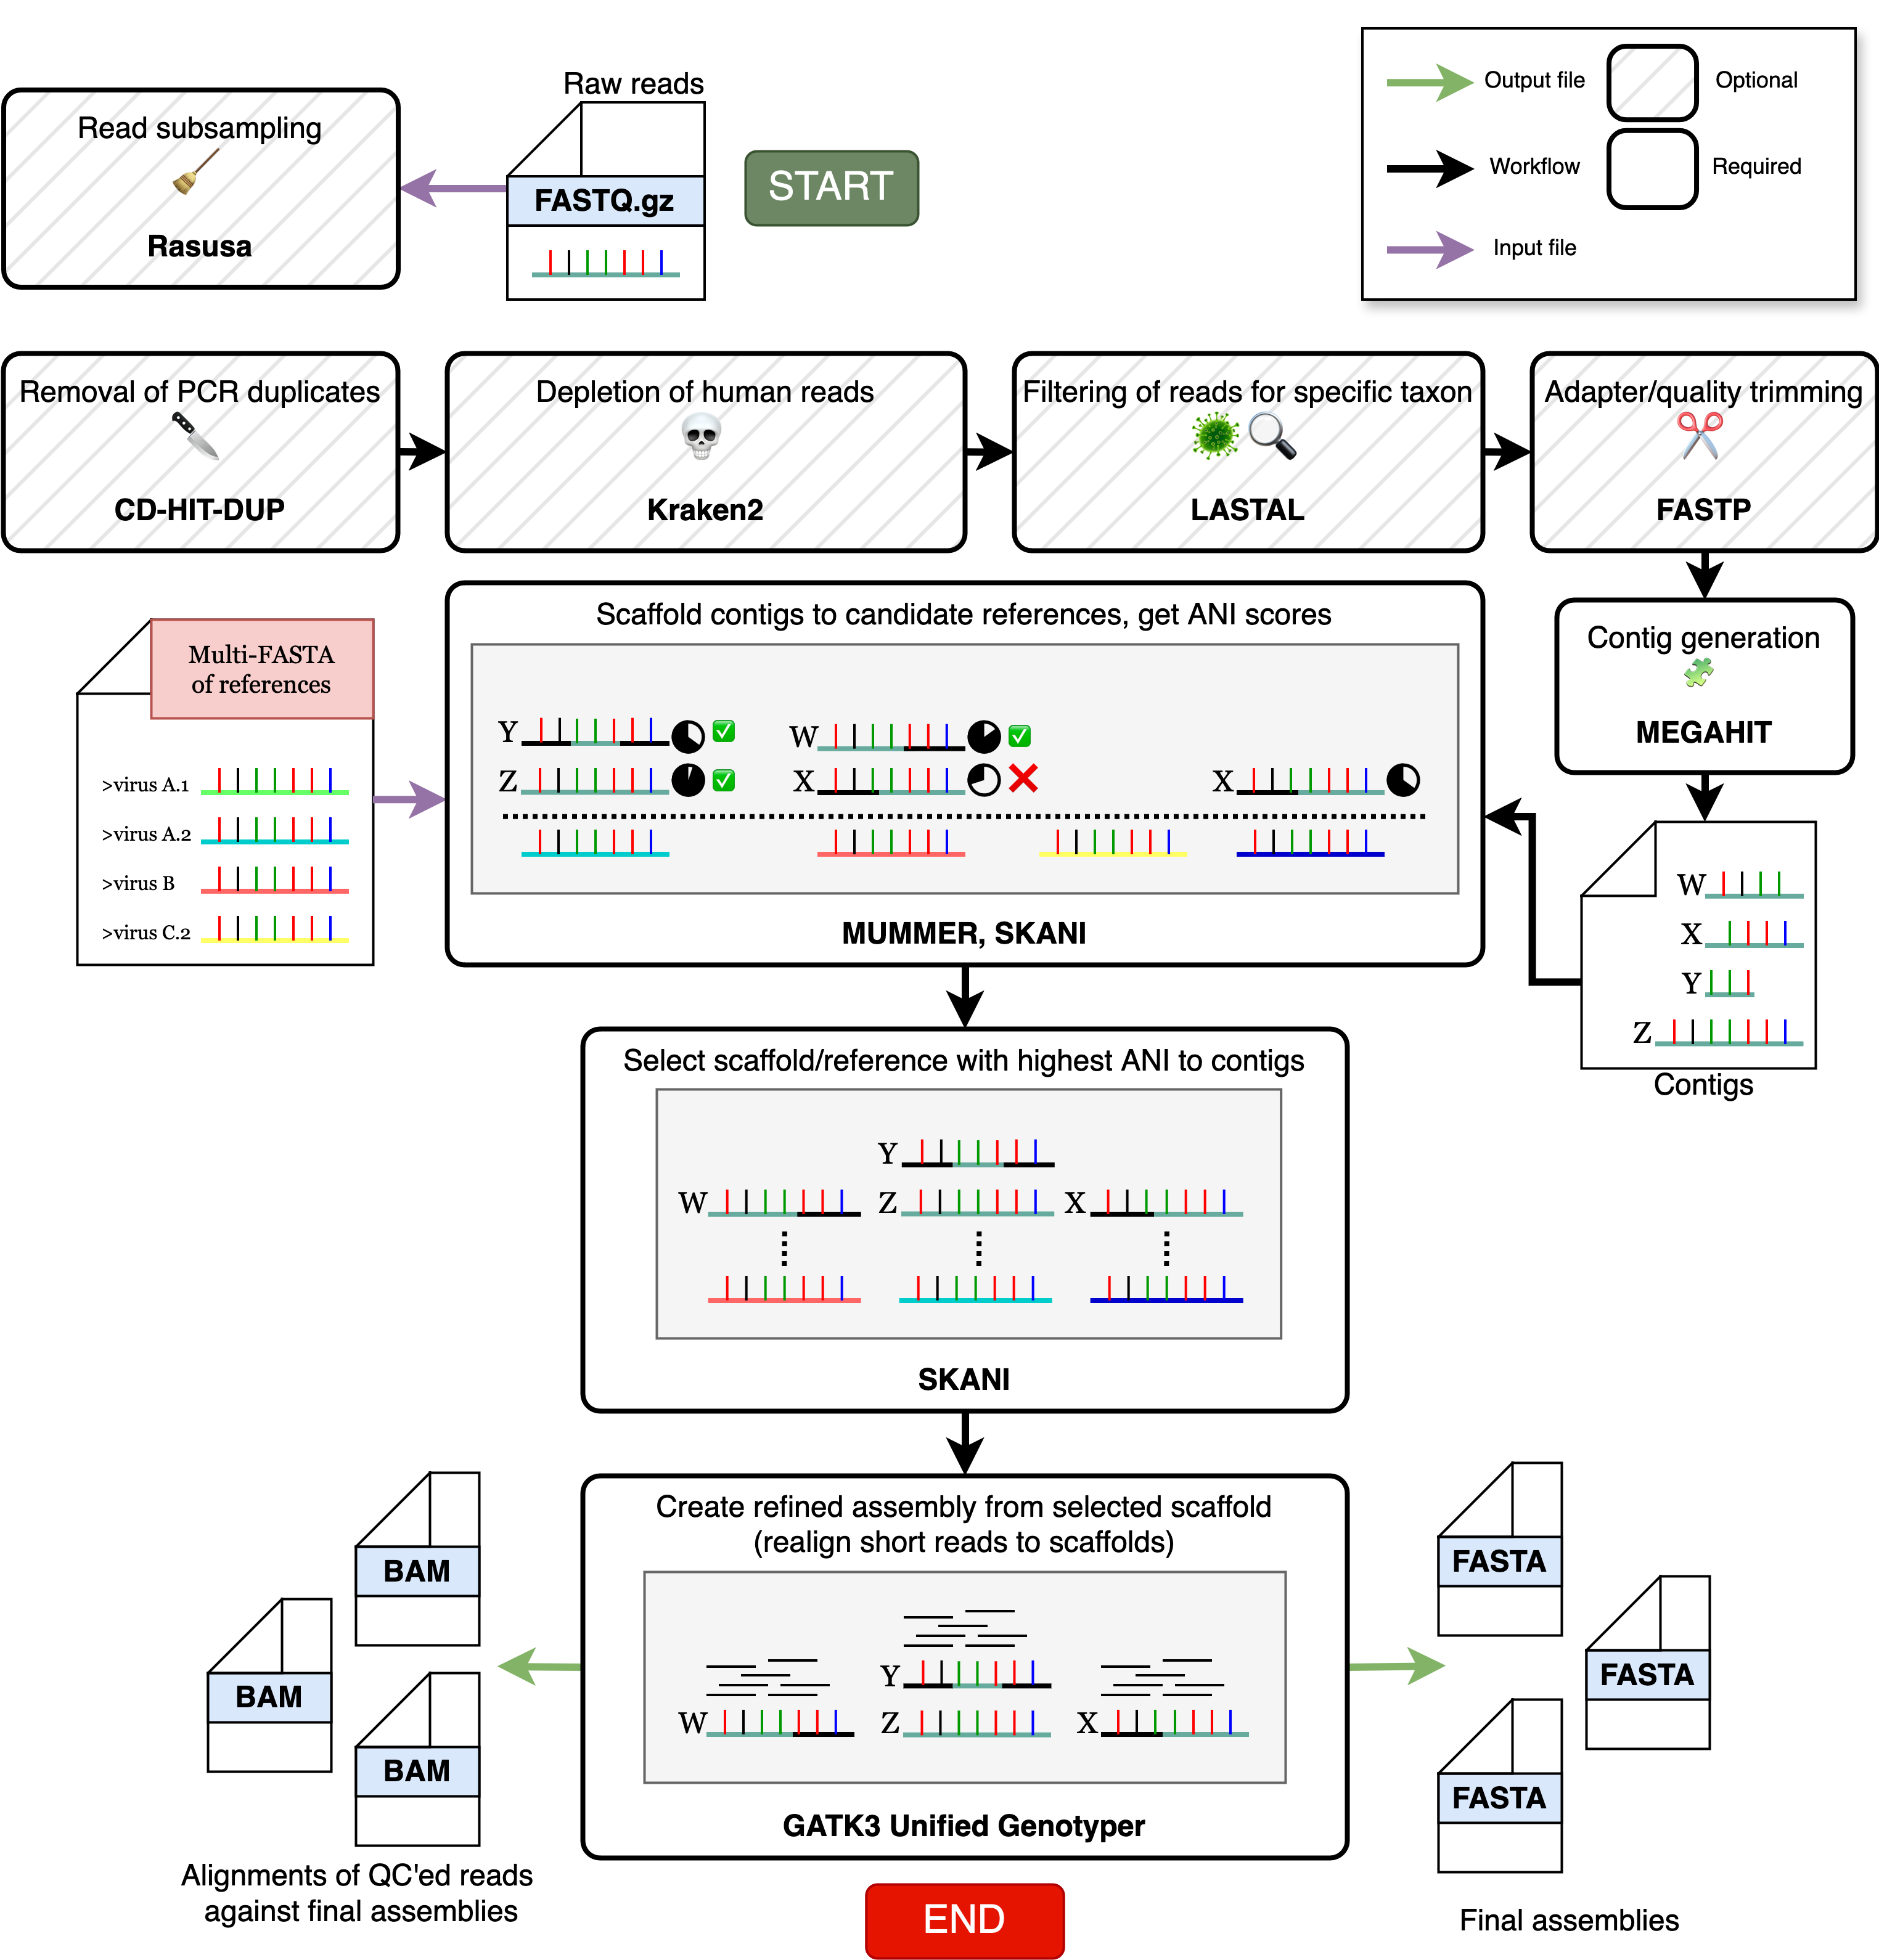 Raw reads
Read subsampling
Rasusa
FASTQ.gz
START
Output file
Optional
Workflow
Required
Input file
Removal of PCR duplicates
CD-HIT-DUP
Depletion of human reads
Kraken2
Filtering of reads for specific taxon
LASTAL
Adapter/quality trimming
FASTP
Multi-FASTA
of references
>virus A.1
>virus A.2
>virus B
>virus C.2
Scaffold contigs to candidate references, get ANI scores
Y
W
Z
X
X
MUMMER, SKANI
Contig generation
MEGAHIT
W
X
Y
Z
Contigs
Select scaffold/reference with highest ANI to contigs
Y
W
Z
X
SKANI
Create refined assembly from selected scaffold
(realign short reads to scaffolds)
Y
W
Z
X
GATK3 Unified Genotyper
BAM
BAM
BAM
Alignments of QC'ed reads
against final assemblies
FASTA
FASTA
FASTA
Final assemblies
END